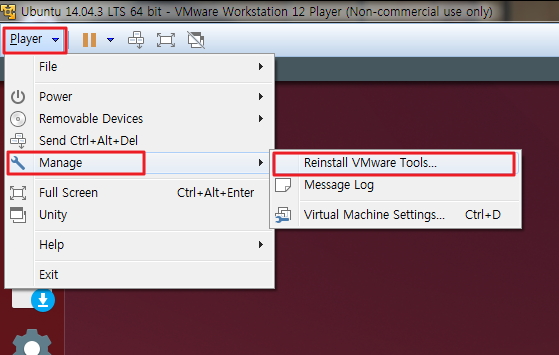 Ubuntu 14.04.3 LTS 64 bit - VMware Workstation 12 Player (Non-commercial use only)
Player
File
Power
Removable Devices
Send Ctrl+Alt+Del
Manage
Reinstall VMware Tools...
Message Log
Full Screen Ctrl+Alt+Enter
Unity
Virtual Machine Settings... Ctrl+D
Help
Exit